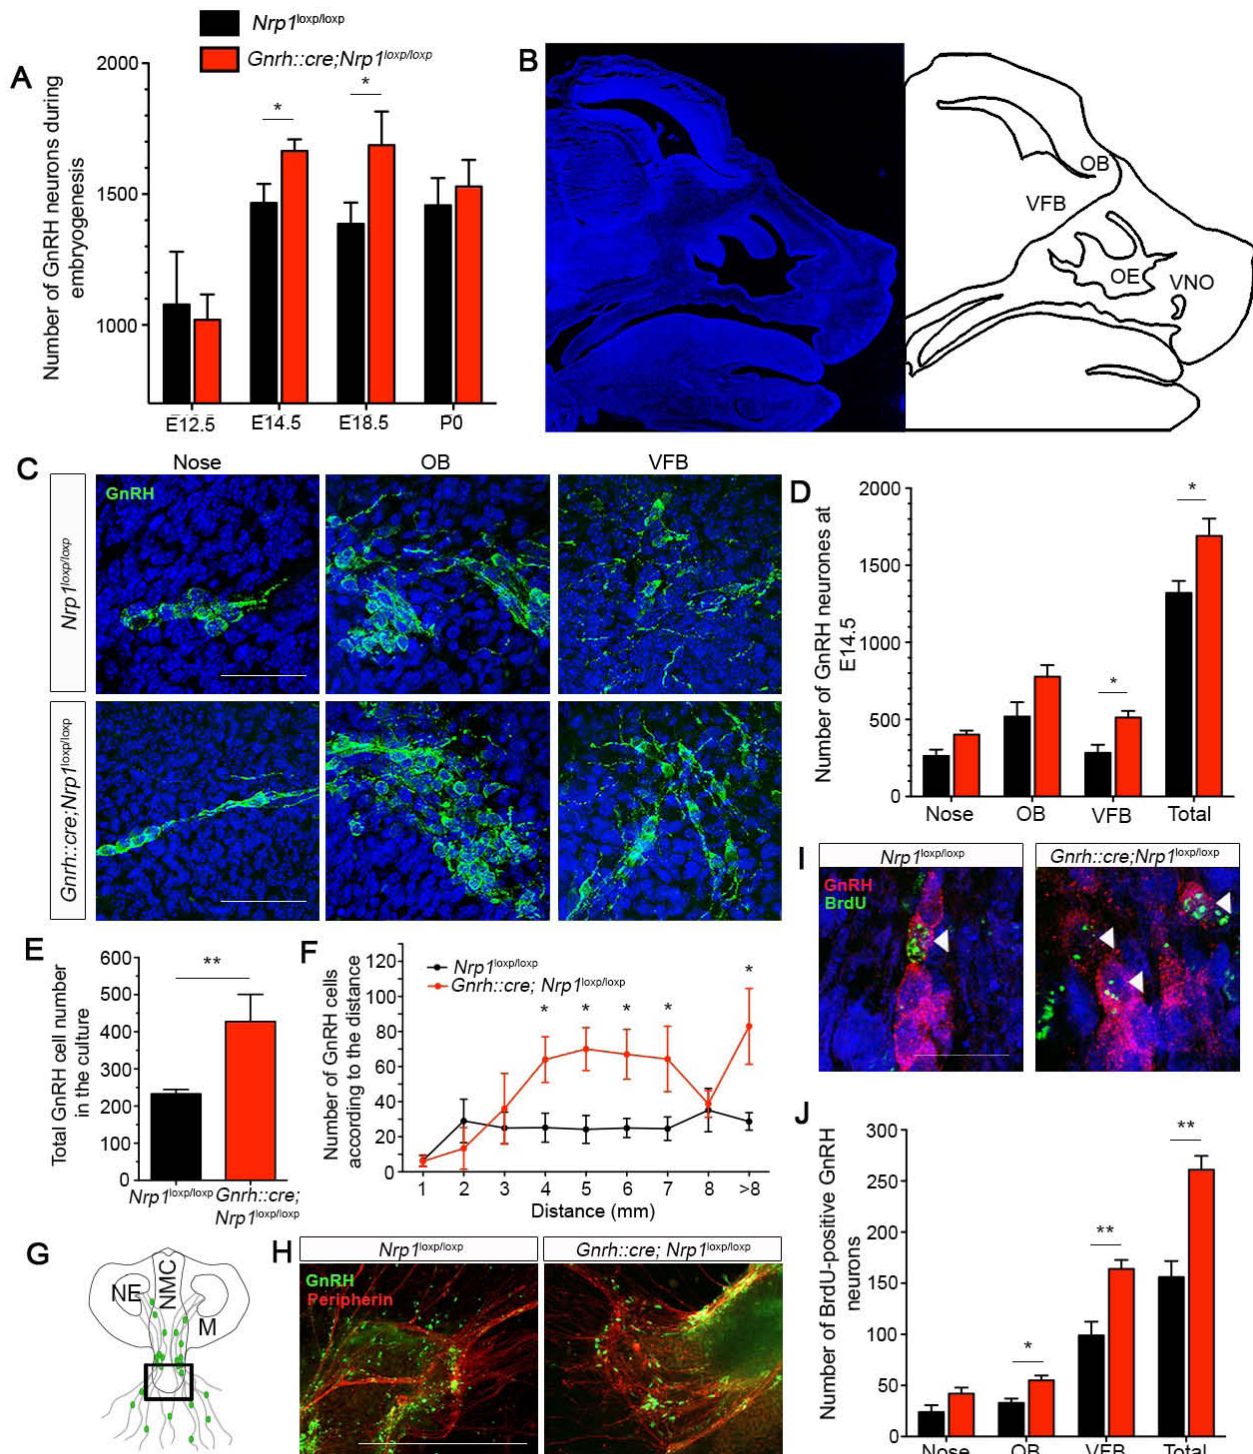 Nrp1loxp/loxp
Gnrh::cre;Nrp1loxp/loxp
A
Number of GnRH neurons during
embryogenesis
2000
1500
1000
*
*
E12.5
E14.5
E18.5
P0
B
OB
VFB
OE
VNO
C
Nose
OB
VFB
GnRH
Nrp1loxp/loxp
Gnrh::cre;Nrp1loxp/loxp
D
Number of GnRH neurones at
E14.5
2000
1500
1000
500
0
*
*
Nose
OB
VFB
Total
E
Total GnRH cell number
in the culture
600
500
400
300
200
100
0
**
Nrp1loxp/loxp
Gnrh::cre;
Nrp1loxp/loxp
F
Number of GnRH cells
according to the distance
120
100
80
60
40
20
0
Nrp1loxp/loxp
Gnrh::cre; Nrp1loxp/loxp
* * * * *
1 2 3 4 5 6 7 8 >8
Distance (mm)
G
NE
NMC
M
H
Nrp1loxp/loxp
Gnrh::cre; Nrp1loxp/loxp
GnRH
Peripherin
I
Nrp1loxp/loxp
Gnrh::cre;Nrp1loxp/loxp
GnRH
BrdU
J
Number of BrdU-positive GnRH
neurons
300
250
200
150
100
50
0
*
**
**
Nose
OB
VFB
Total